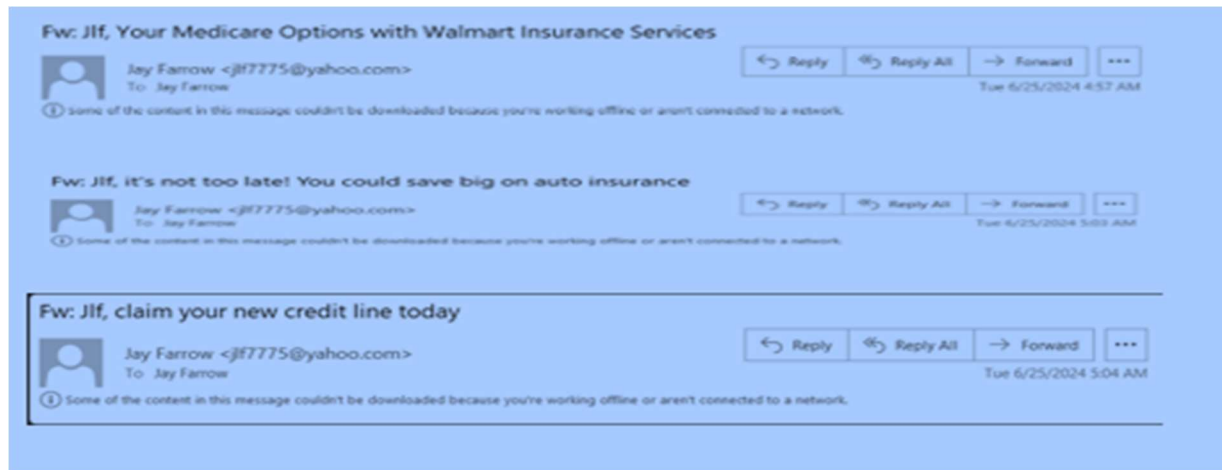 Fw: Jlf, Your Medicare Options with Walmart Insurance Services
Reply Reply All Forward
Jay Farrow <jlf7775@yahoo.com>
To Jay Farrow
Tue 6/25/2024 4:57 AM
Some of the content in this message couldn't be downloaded because you're working offline or aren't connected to a network.
Fw: Jlf, it's not too late! You could save big on auto insurance
Reply Reply All Forward
Jay Farrow <jlf7775@yahoo.com>
To Jay Farrow
Tue 6/25/2024 5:03 AM
Some of the content in this message couldn't be downloaded because you're working offline or aren't connected to a network.
Fw: Jlf, claim your new credit line today
Reply Reply All Forward
Jay Farrow <jlf7775@yahoo.com>
To Jay Farrow
Tue 6/25/2024 5:04 AM
Some of the content in this message couldn't be downloaded because you're working offline or aren't connected to a network.